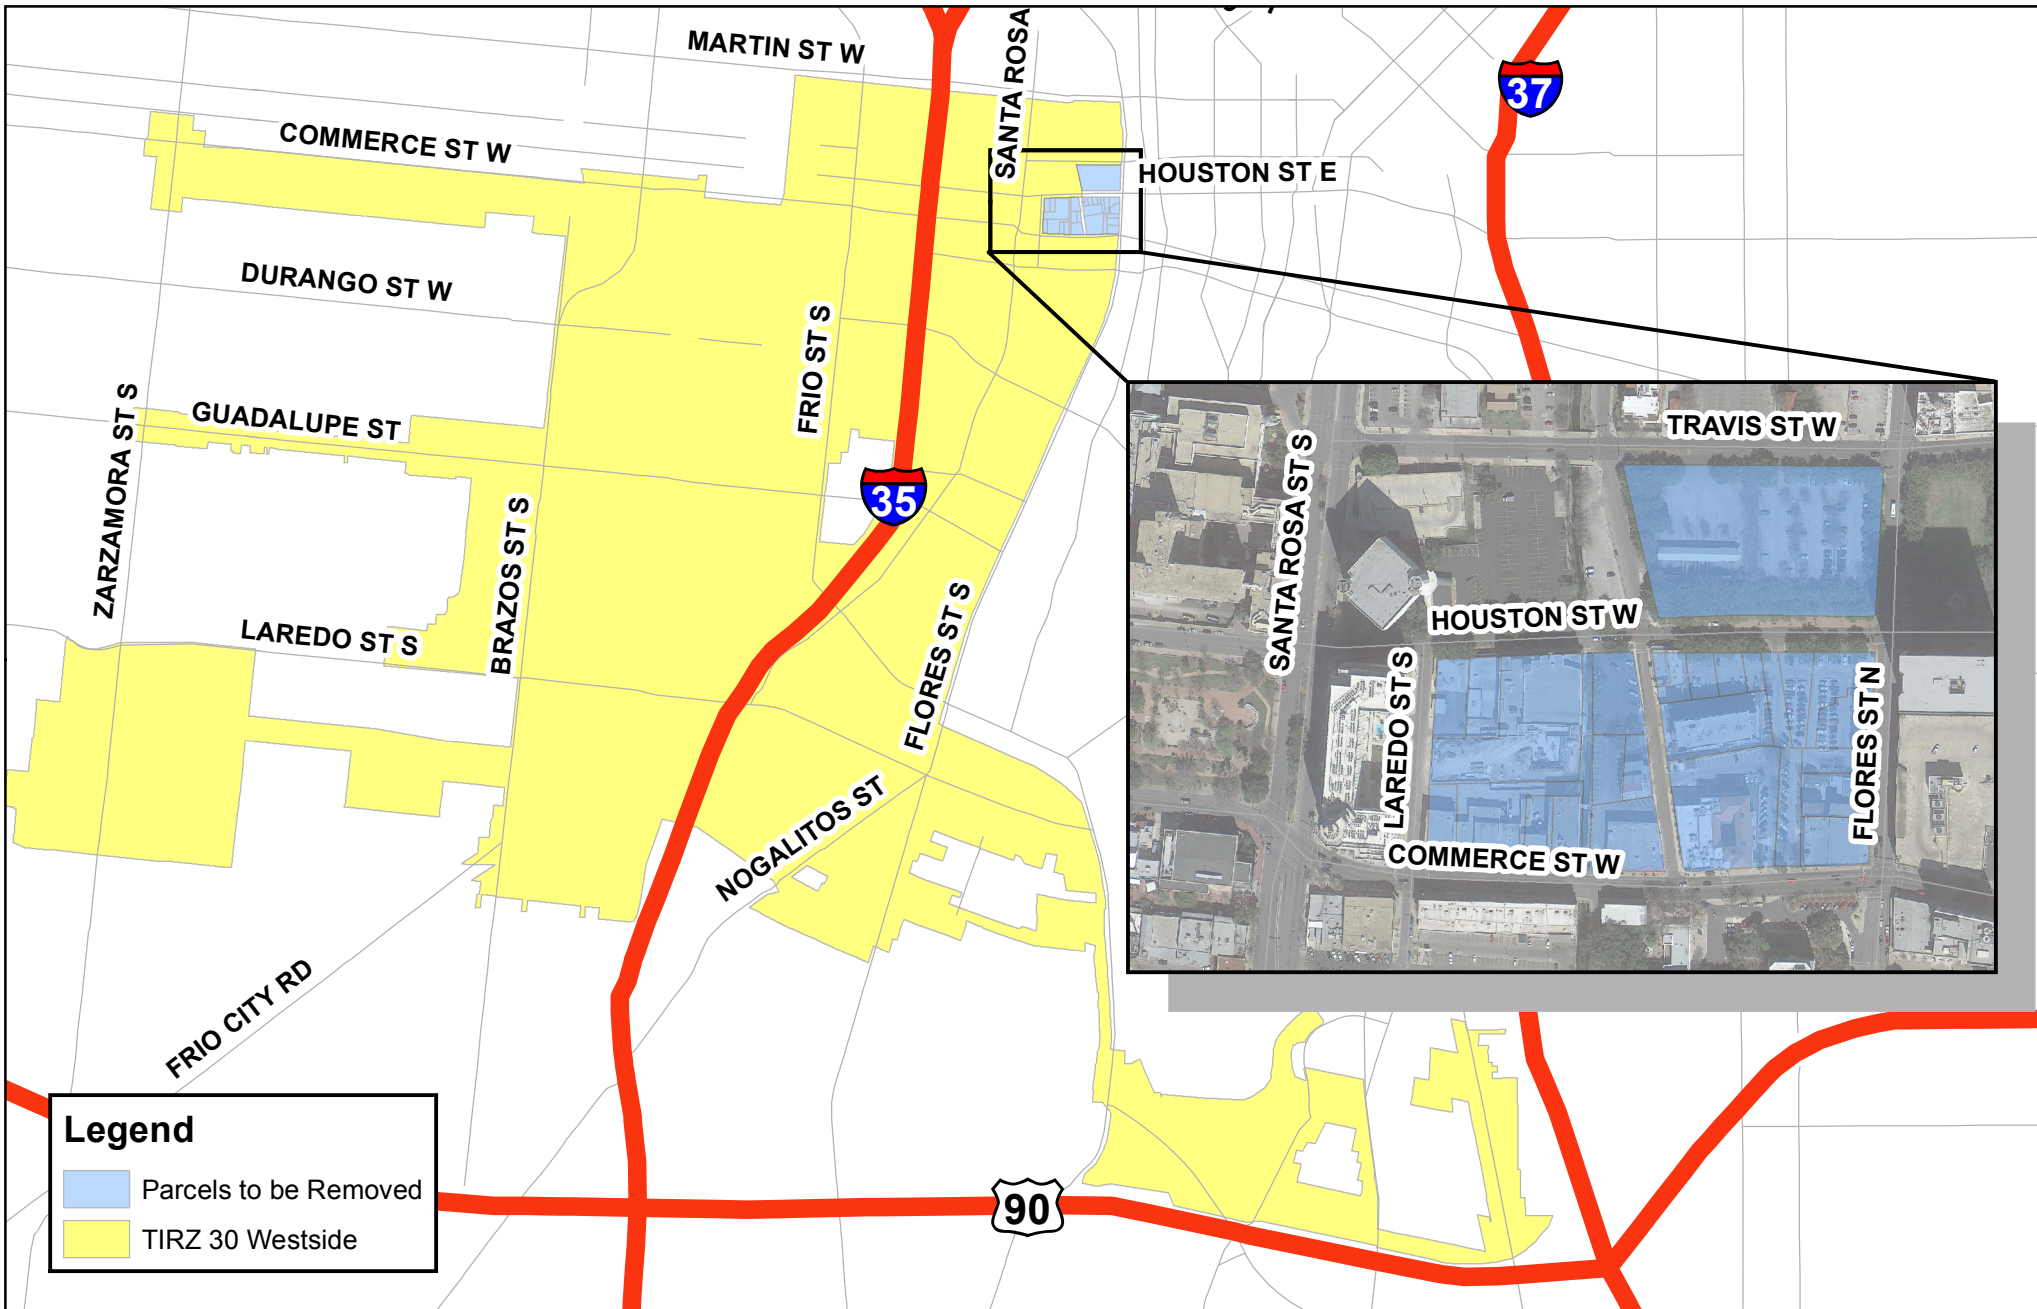 MARTIN ST W
SANTA ROSA
37
COMMERCE ST W
HOUSTON ST E
DURANGO ST W
FRIO ST S
ZARZAMORA ST S
GUADALUPE ST
35
BRAZOS ST S
LAREDO ST S
FLORES ST S
NOGALITOS ST
FRIO CITY RD
90
TRAVIS ST W
SANTA ROSA ST S
HOUSTON ST W
LAREDO ST S
FLORES ST N
COMMERCE ST W
Legend
Parcels to be Removed
TIRZ 30 Westside